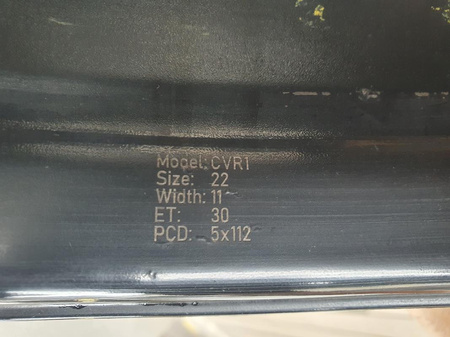 Model: CVR1
Size: 22
Width: 11
ET: 30
PCD: 5x112